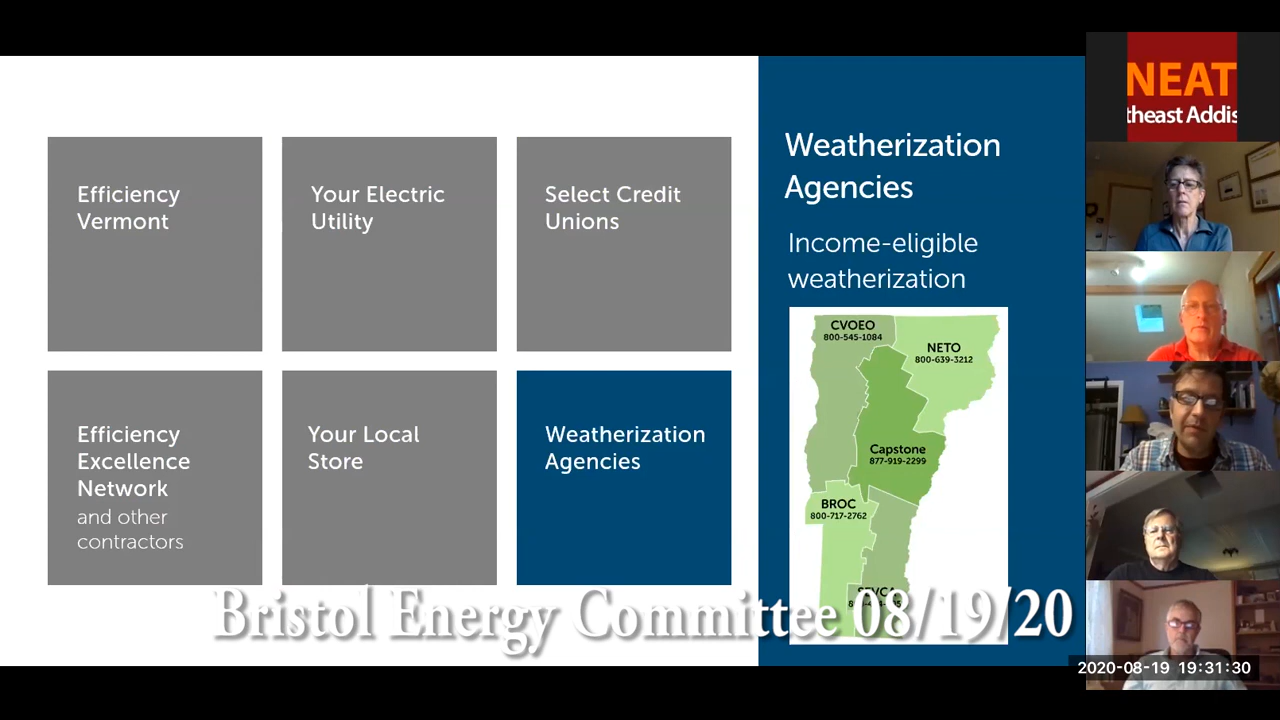 Efficiency
Vermont
Your Electric
Utility
Select Credit
Unions
Efficiency
Excellence
Network
and other
contractors
Your Local
Store
Weatherization
Agencies
Weatherization
Agencies
Income-eligible
weatherization
CVOEO
800-545-1084
NETO
800-639-3212
Capstone
877-919-2299
BROC
800-717-2762
Bristol Energy Committee 08/19/20
NEAT
theast Addis
2020-08-19 19:31:30